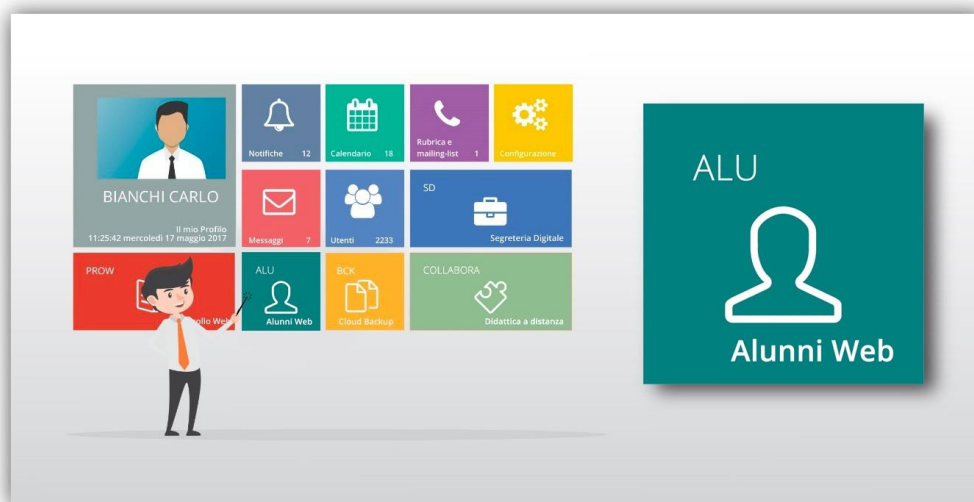 BIANCHI CARLO
Il mio Profilo
11:25:42 mercoledì 17 maggio 2017
Notifiche 12
Calendario 18
Rubrica e
mailing-list 1
Configurazione
Messaggi 7
Utenti 2233
SD
Segreteria Digitale
PROW
ollo Web
ALU
Alunni Web
BCK
Cloud Backup
COLLABORA
Didattica a distanza
ALU
Alunni Web